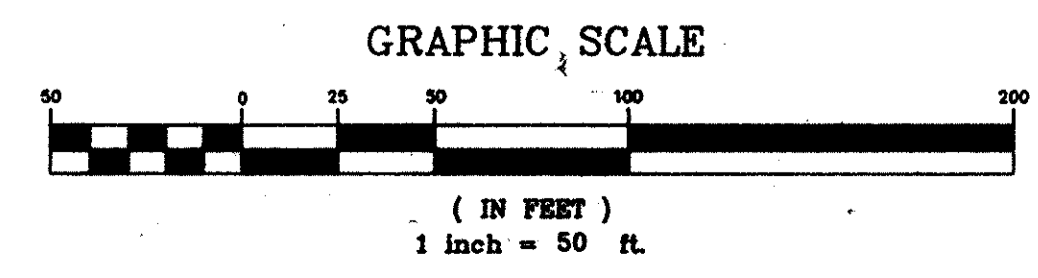 GRAPHIC SCALE
50 0 25 50 100 200
( IN FEET )
1 inch = 50 ft.